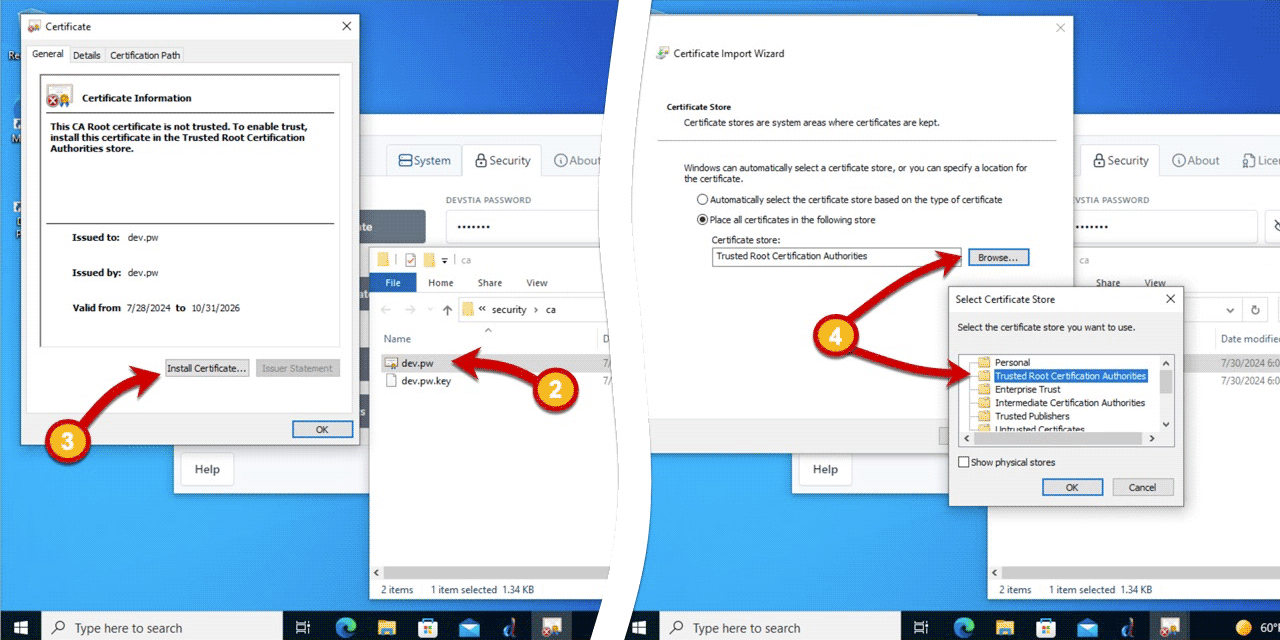 Certificate
General
Details
Certification Path
Certificate Information
This CA Root certificate is not trusted. To enable trust,
install this certificate in the Trusted Root Certification
Authorities store.
Issued to: dev.pw
Issued by: dev.pw
Valid from 7/28/2024 to 10/31/2026
Install Certificate...
Issuer Statement
3
OK
System
Security
About
DEVSTIA PASSWORD
•••••••
ca
File
Home
Share
View
« security › ca
Name
dev.pw
dev.pw.key
2
Help
2 items
1 item selected 1.34 KB
Type here to search
Certificate Import Wizard
Certificate Store
Certificate stores are system areas where certificates are kept.
Windows can automatically select a certificate store, or you can specify a location for
the certificate.
Automatically select the certificate store based on the type of certificate
Place all certificates in the following store
Certificate store:
Trusted Root Certification Authorities
Browse...
4
Security
About
PASSWORD
•••••••
ca
Share
View
Select Certificate Store
Select the certificate store you want to use.
Personal
Trusted Root Certification Authorities
Enterprise Trust
Intermediate Certification Authorities
Trusted Publishers
Untrusted Certificates
Show physical stores
OK
Cancel
7/30/2024
7/30/2024
Help
2 items
1 item selected 1.34 KB
Type here to search
60°